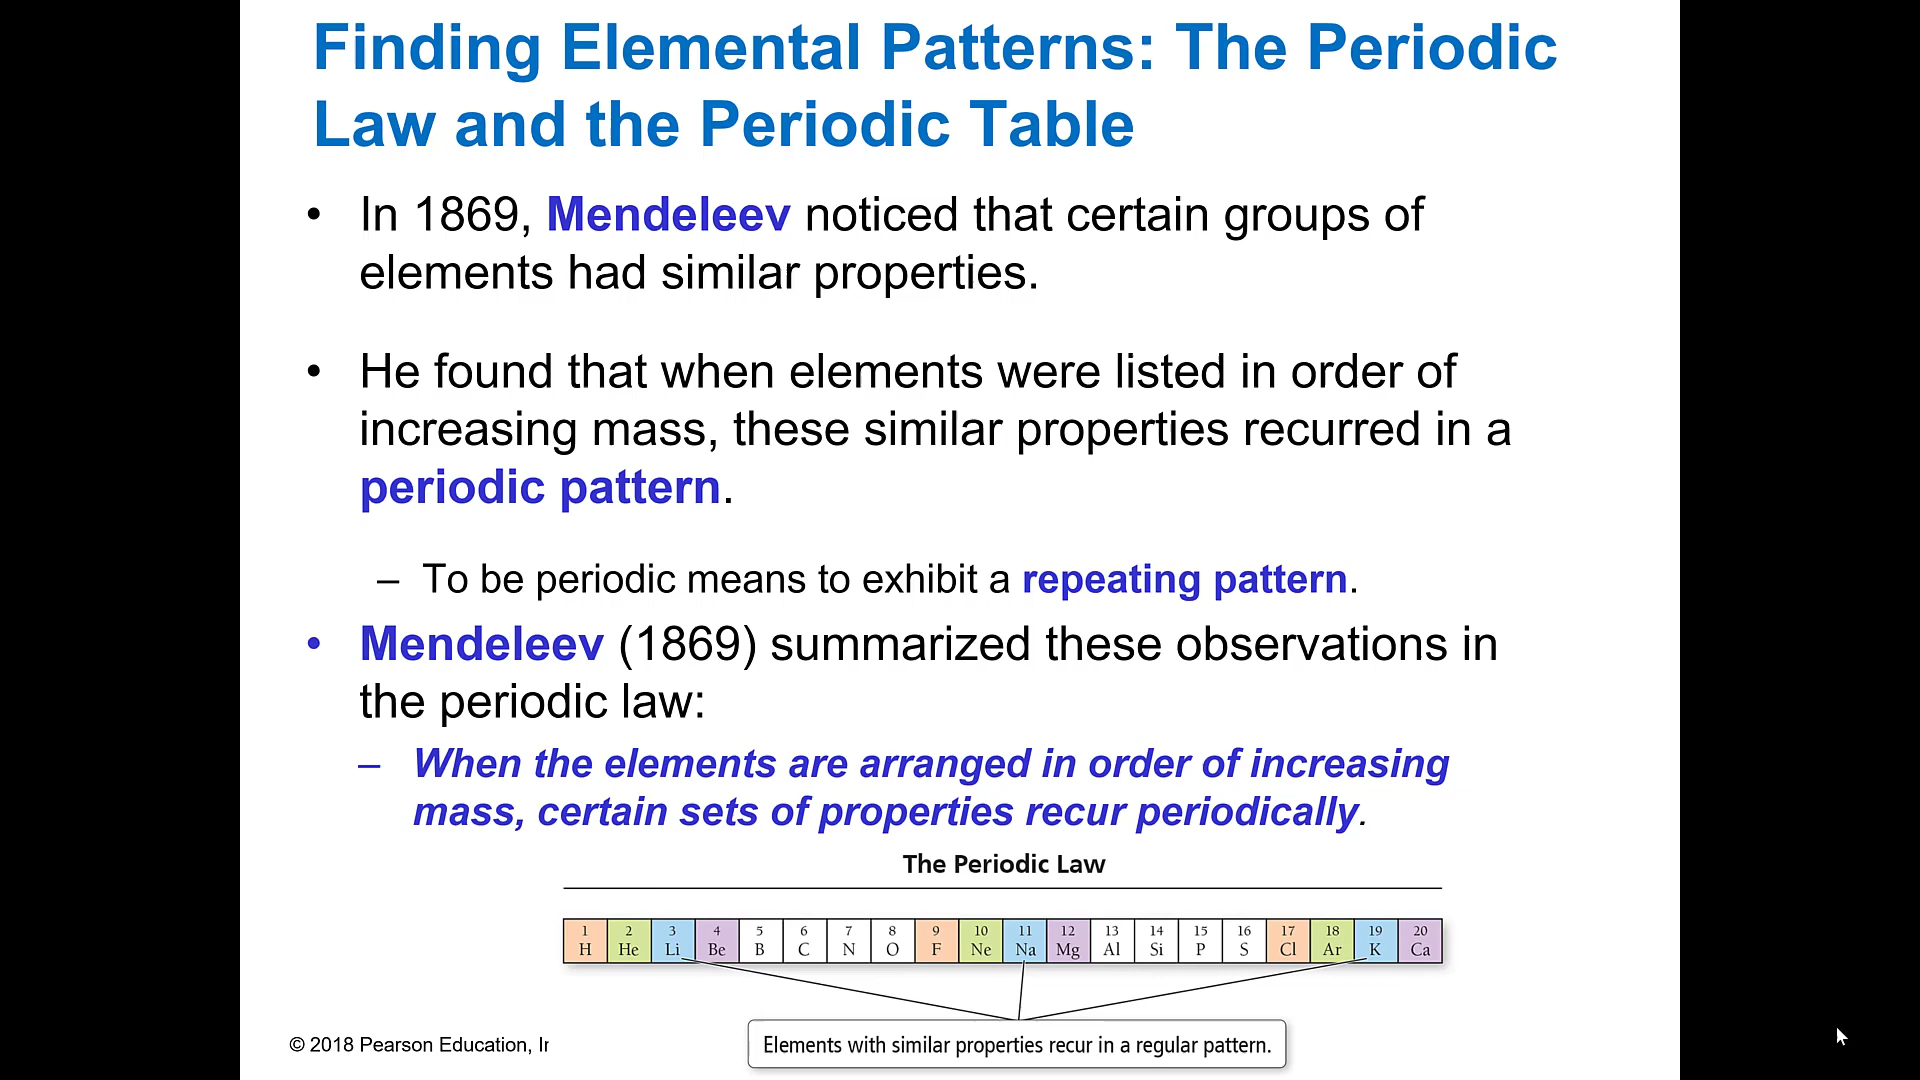 Finding Elemental Patterns: The Periodic
Law and the Periodic Table
• In 1869, Mendeleev noticed that certain groups of
elements had similar properties.
• He found that when elements were listed in order of
increasing mass, these similar properties recurred in a
periodic pattern.
– To be periodic means to exhibit a repeating pattern.
• Mendeleev (1869) summarized these observations in
the periodic law:
– When the elements are arranged in order of increasing
mass, certain sets of properties recur periodically.
The Periodic Law
1 2 3 4 5 6 7 8 9 10 11 12 13 14 15 16 17 18 19 20
H He Li Be B C N O F Ne Na Mg Al Si P S Cl Ar K Ca
Elements with similar properties recur in a regular pattern.
© 2018 Pearson Education, In